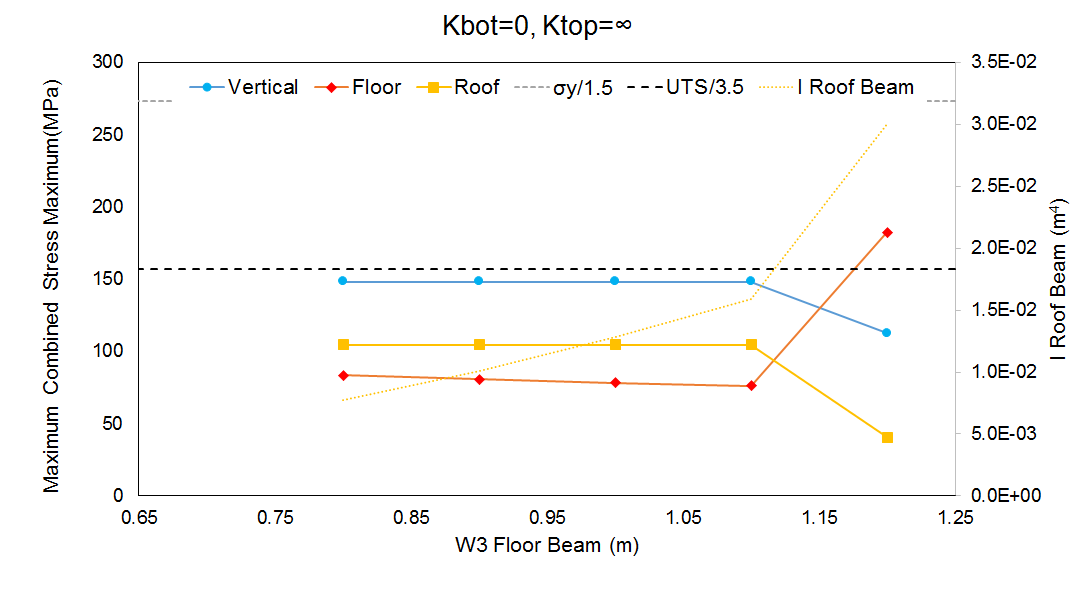 Kbot=0, Ktop=∞
300
250
200
150
100
50
0
Maximum Combined Stress Maximum(MPa)
Vertical Floor Roof σy/1.5 UTS/3.5 I Roof Beam
3.5E-02
3.0E-02
2.5E-02
2.0E-02
1.5E-02
1.0E-02
5.0E-03
0.0E+00
I Roof Beam (m⁴)
0.65 0.75 0.85 0.95 1.05 1.15 1.25
W3 Floor Beam (m)